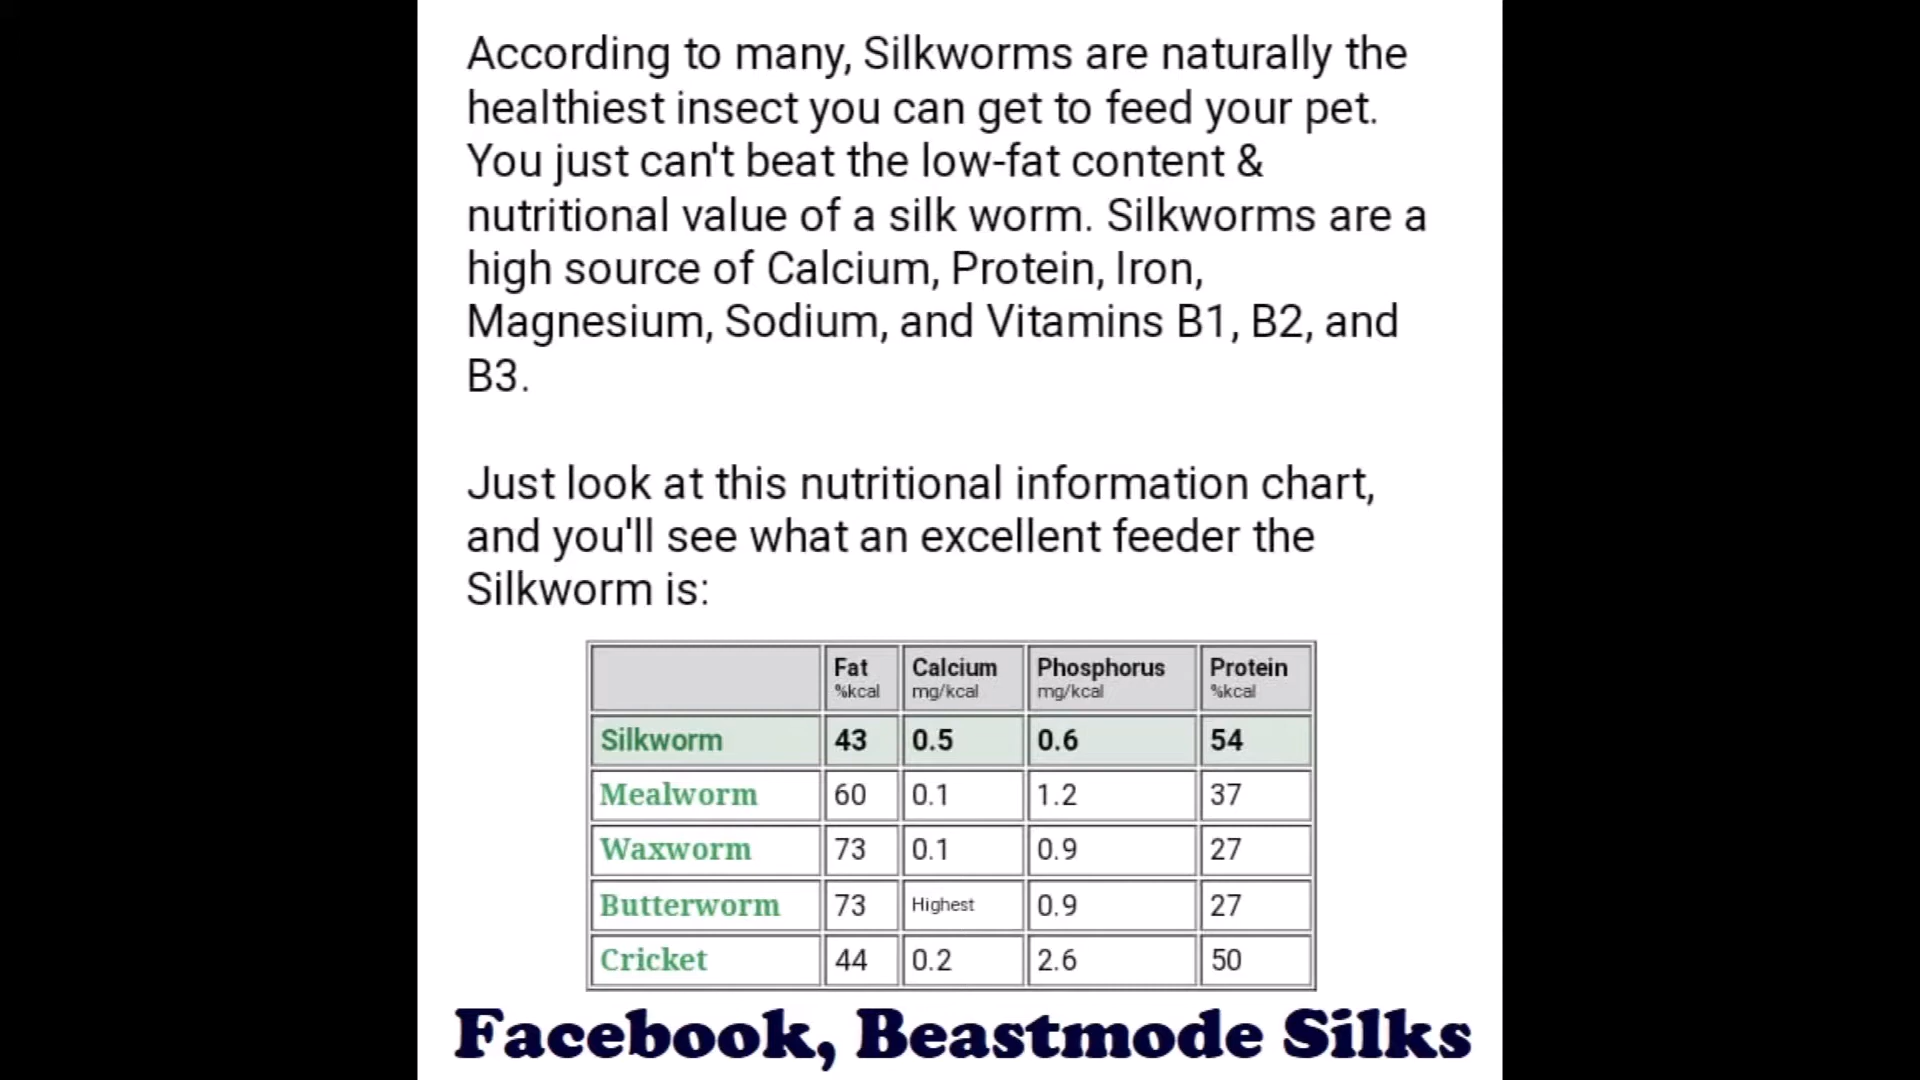 According to many, Silkworms are naturally the
healthiest insect you can get to feed your pet.
You just can't beat the low-fat content &
nutritional value of a silk worm. Silkworms are a
high source of Calcium, Protein, Iron,
Magnesium, Sodium, and Vitamins B1, B2, and
B3.
Just look at this nutritional information chart,
and you'll see what an excellent feeder the
Silkworm is:
Fat Calcium Phosphorus Protein
%kcal mg/kcal mg/kcal %kcal
Silkworm 43 0.5 0.6 54
Mealworm 60 0.1 1.2 37
Waxworm 73 0.1 0.9 27
Butterworm 73 Highest 0.9 27
Cricket 44 0.2 2.6 50
Facebook, Beastmode Silks